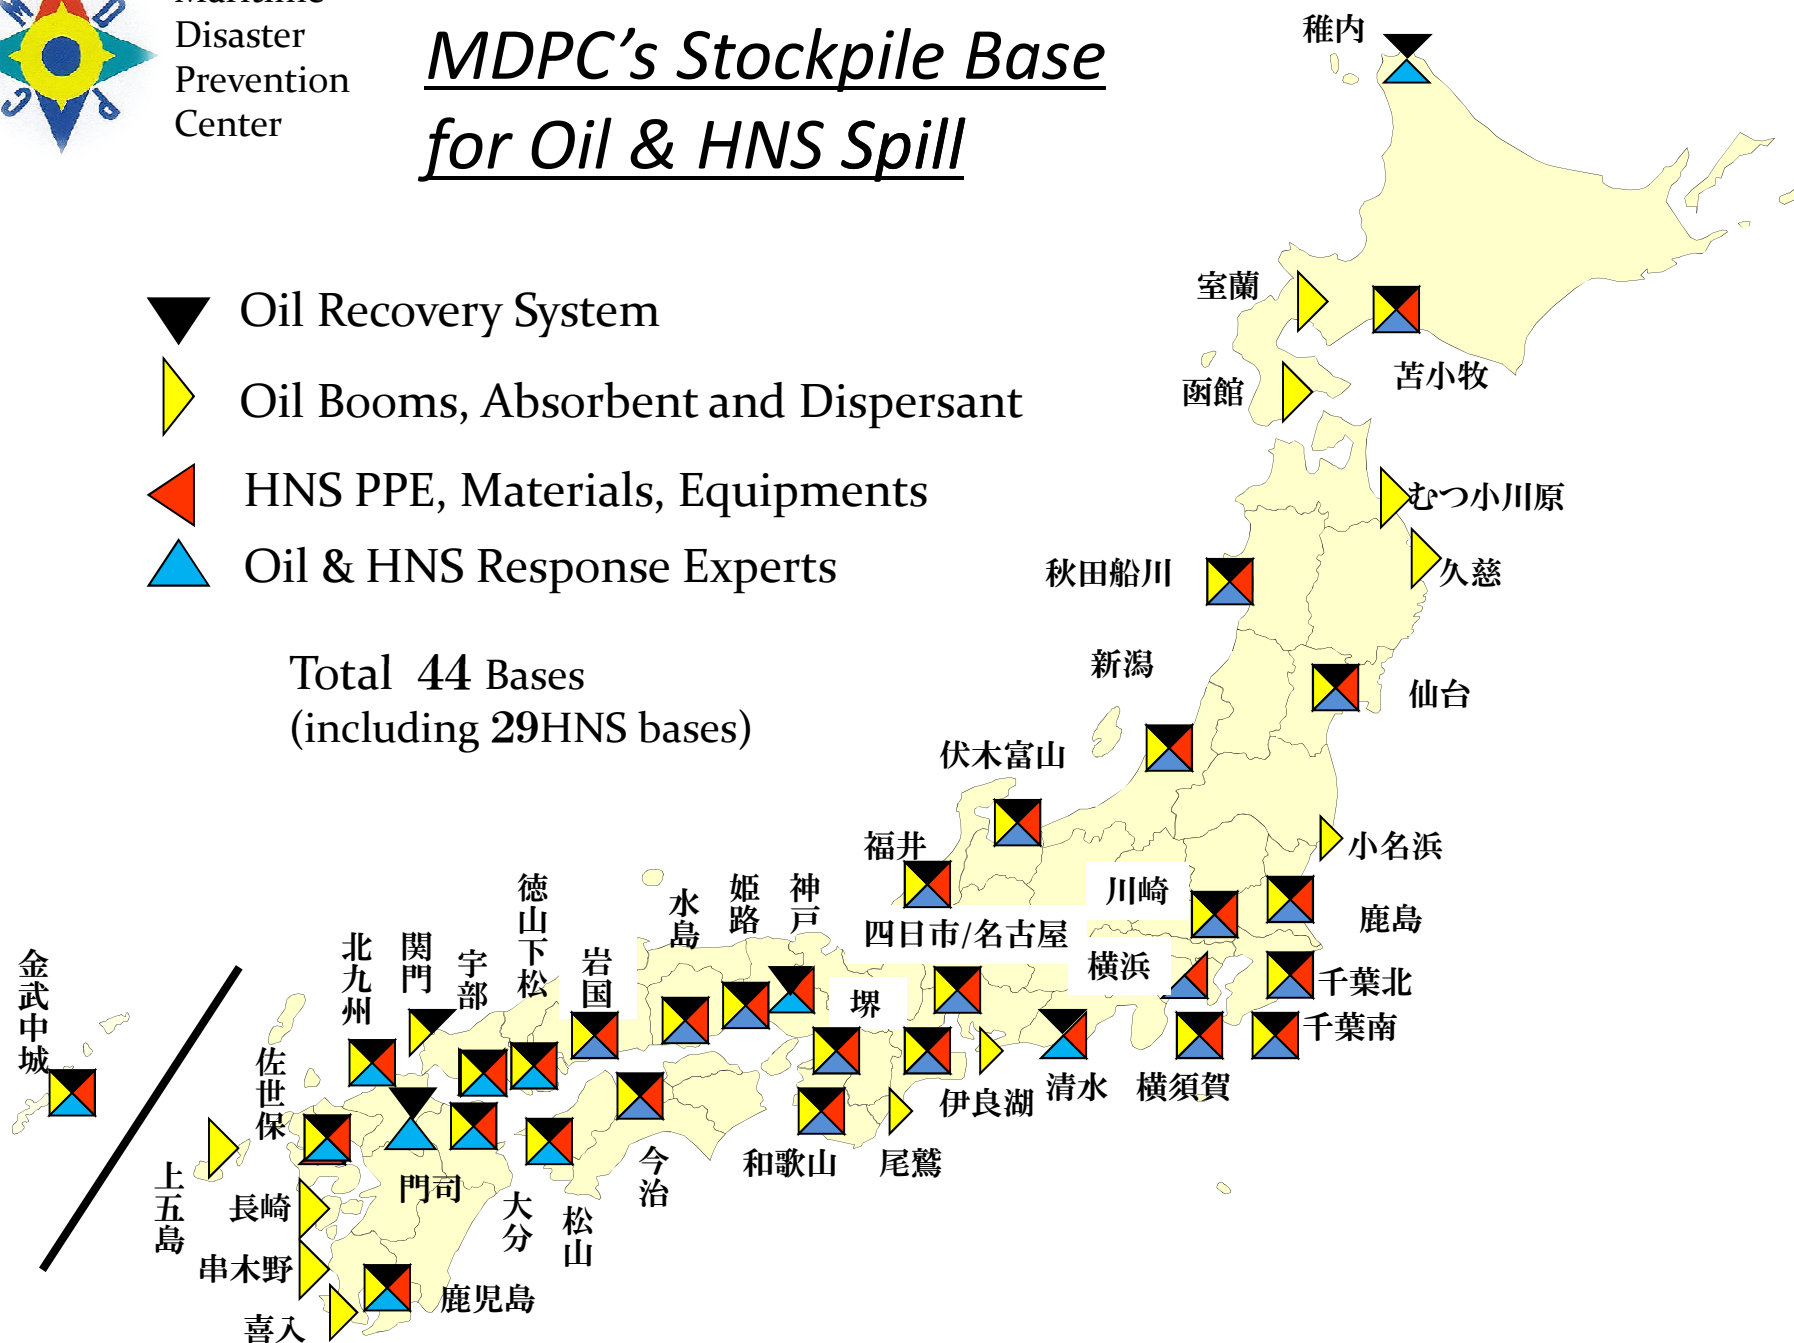 Disaster
Prevention
Center
MDPC's Stockpile Base
for Oil & HNS Spill
Oil Recovery System
Oil Booms, Absorbent and Dispersant
HNS PPE, Materials, Equipments
Oil & HNS Response Experts
Total 44 Bases
(including 29HNS bases)
稚内
室蘭
苫小牧
函館
むつ小川原
久慈
秋田船川
新潟
仙台
伏木富山
福井
小名浜
川崎
鹿島
四日市/名古屋
横浜
千葉北
千葉南
堺
神戸
姫路
水島
岩国
徳山下松
宇部
関門
北九州
金武中城
佐世保
上五島
長崎
串木野
喜入
鹿児島
門司
大分
松山
今治
和歌山
尾鷲
伊良湖
清水
横須賀